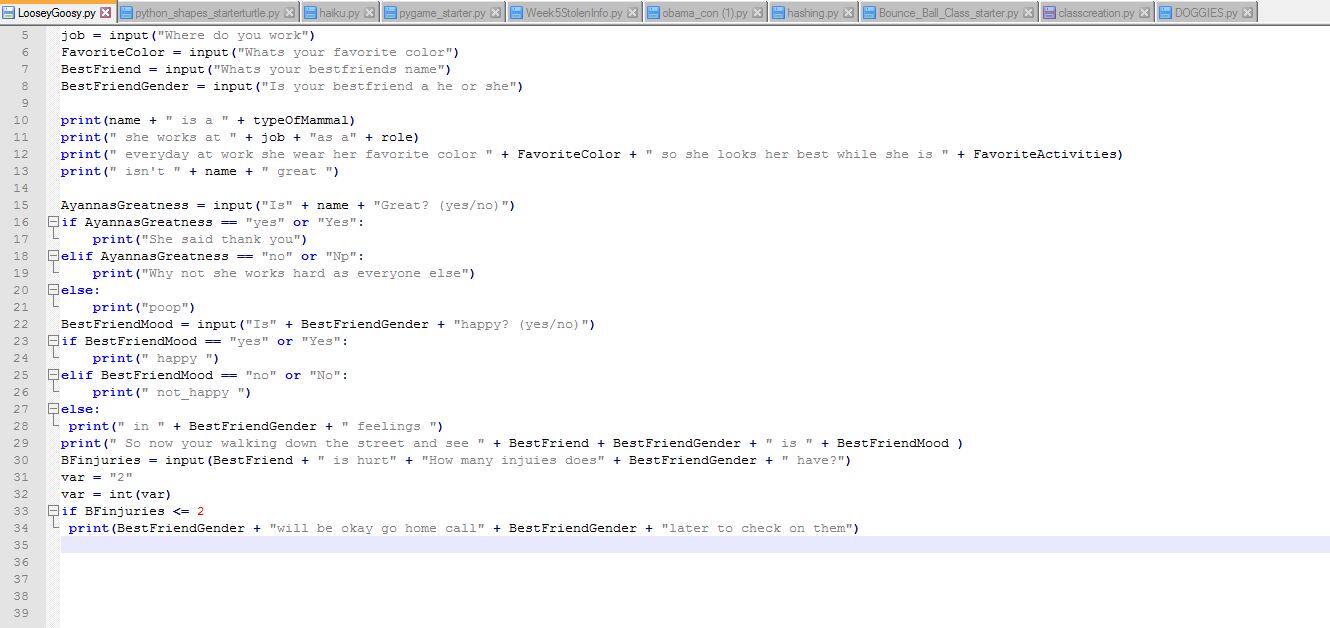 LooseyGoosy.py python_shapes_starterturtle.py haiku.py pygame_starter.py Week5StolenInfo.py obama_con (1).py hashing.py Bounce_Ball_Class_starter.py classcreation.py DOGGIES.py
5 job = input("Where do you work")
6 FavoriteColor = input("Whats your favorite color")
7 BestFriend = input("Whats your bestfriends name")
8 BestFriendGender = input("Is your bestfriend a he or she")
9
10 print(name + " is a " + typeOfMammal)
11 print(" she works at " + job + "as a" + role)
12 print(" everyday at work she wear her favorite color " + FavoriteColor + " so she looks her best while she is " + FavoriteActivities)
13 print(" isn't " + name + " great ")
14
15 AyannasGreatness = input("Is" + name + "Great? (yes/no)")
16 if AyannasGreatness == "yes" or "Yes":
17 print("She said thank you")
18 elif AyannasGreatness == "no" or "Np":
19 print("Why not she works hard as everyone else")
20 else:
21 print("poop")
22 BestFriendMood = input("Is" + BestFriendGender + "happy? (yes/no)")
23 if BestFriendMood == "yes" or "Yes":
24 print(" happy ")
25 elif BestFriendMood == "no" or "No":
26 print(" not_happy ")
27 else:
28 print(" in " + BestFriendGender + " feelings ")
29 print(" So now your walking down the street and see " + BestFriend + BestFriendGender + " is " + BestFriendMood )
30 BFinjuries = input(BestFriend + " is hurt" + "How many injuies does" + BestFriendGender + " have?")
31 var = "2"
32 var = int(var)
33 if BFinjuries <= 2
34 print(BestFriendGender + "will be okay go home call" + BestFriendGender + "later to check on them")
35
36
37
38
39